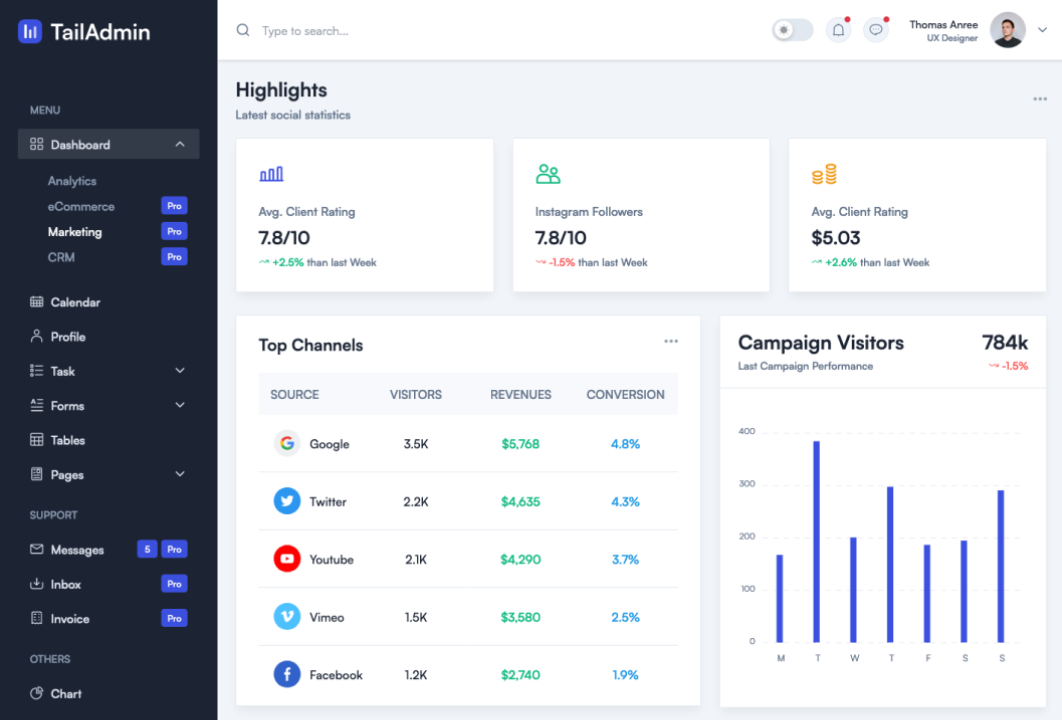 TailAdmin
MENU
Dashboard
Analytics
eCommerce Pro
Marketing Pro
CRM Pro
Calendar
Profile
Task
Forms
Tables
Pages
SUPPORT
Messages 5 Pro
Inbox Pro
Invoice Pro
OTHERS
Chart
Type to search...
Thomas Anree
UX Designer
Highlights
Latest social statistics
Avg. Client Rating
7.8/10
+2.5% than last Week
Instagram Followers
7.8/10
-1.5% than last Week
Avg. Client Rating
$5.03
+2.6% than last Week
Top Channels
SOURCE VISITORS REVENUES CONVERSION
Google 3.5K $5,768 4.8%
Twitter 2.2K $4,635 4.3%
Youtube 2.1K $4,290 3.7%
Vimeo 1.5K $3,580 2.5%
Facebook 1.2K $2,740 1.9%
Campaign Visitors 784k
Last Campaign Performance -1.5%
400
300
200
100
0
M T W T F S S